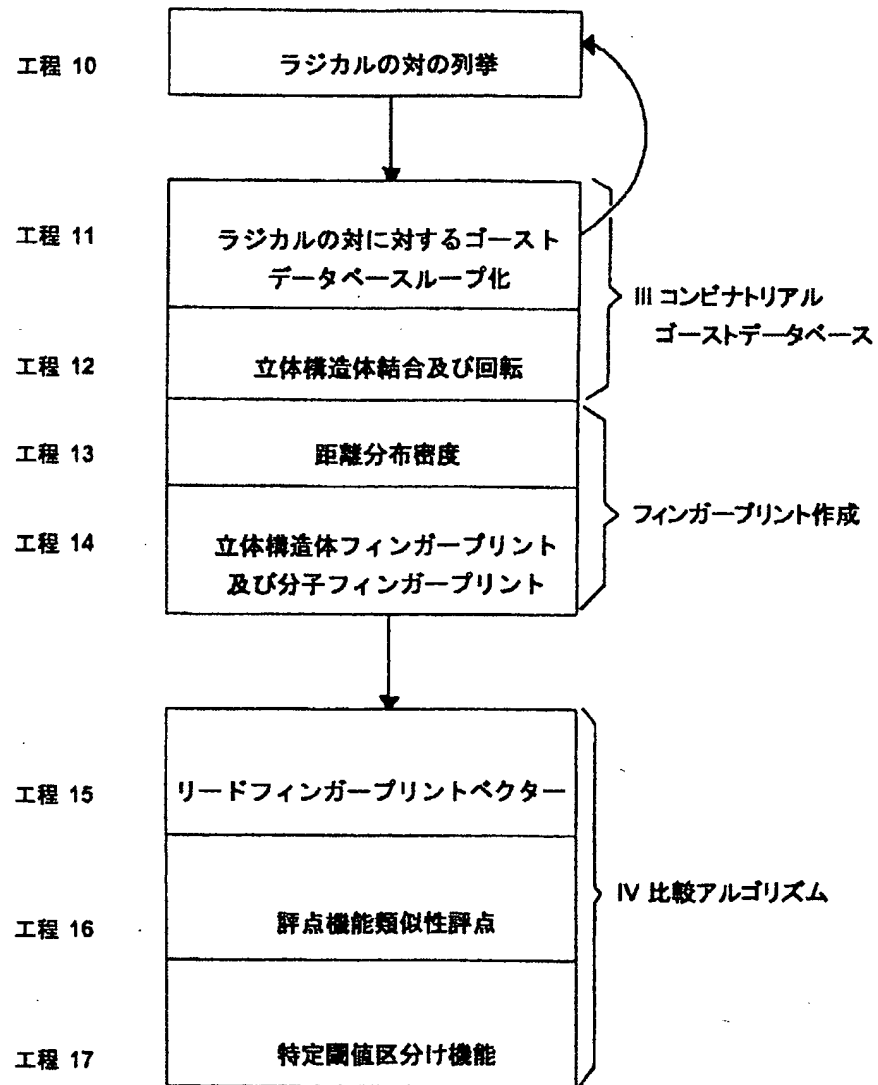 工程 10
ラジカルの対の列挙
工程 11
ラジカルの対に対するゴースト
データベースループ化
III コンビナトリアル
ゴーストデータベース
工程 12
立体構造体結合及び回転
工程 13
距離分布密度
工程 14
立体構造体フィンガープリント
及び分子フィンガープリント
フィンガープリント作成
工程 15
リードフィンガープリントベクター
工程 16
評点機能類似性評点
IV 比較アルゴリズム
工程 17
特定閾値区分け機能